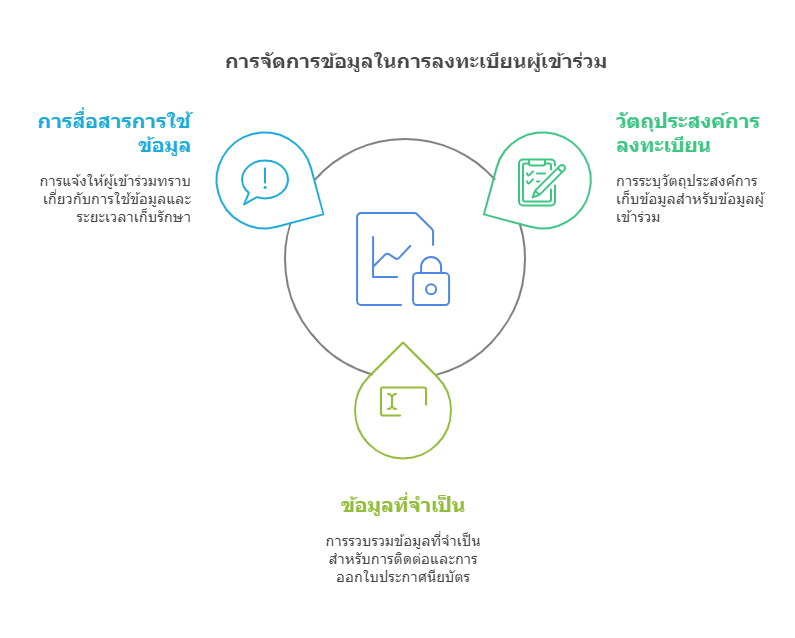 การจัดการข้อมูลในการลงทะเบียนผู้เข้าร่วม
การสื่อสารการใช้
ข้อมูล
การแจ้งให้ผู้เข้าร่วมทราบ
เกี่ยวกับการใช้ข้อมูลและ
ระยะเวลาเก็บรักษา
วัตถุประสงค์การ
ลงทะเบียน
การระบุวัตถุประสงค์การ
เก็บข้อมูลสำหรับข้อมูลผู้
เข้าร่วม
ข้อมูลที่จำเป็น
การรวบรวมข้อมูลที่จำเป็น
สำหรับการติดต่อและการ
ออกใบประกาศนียบัตร